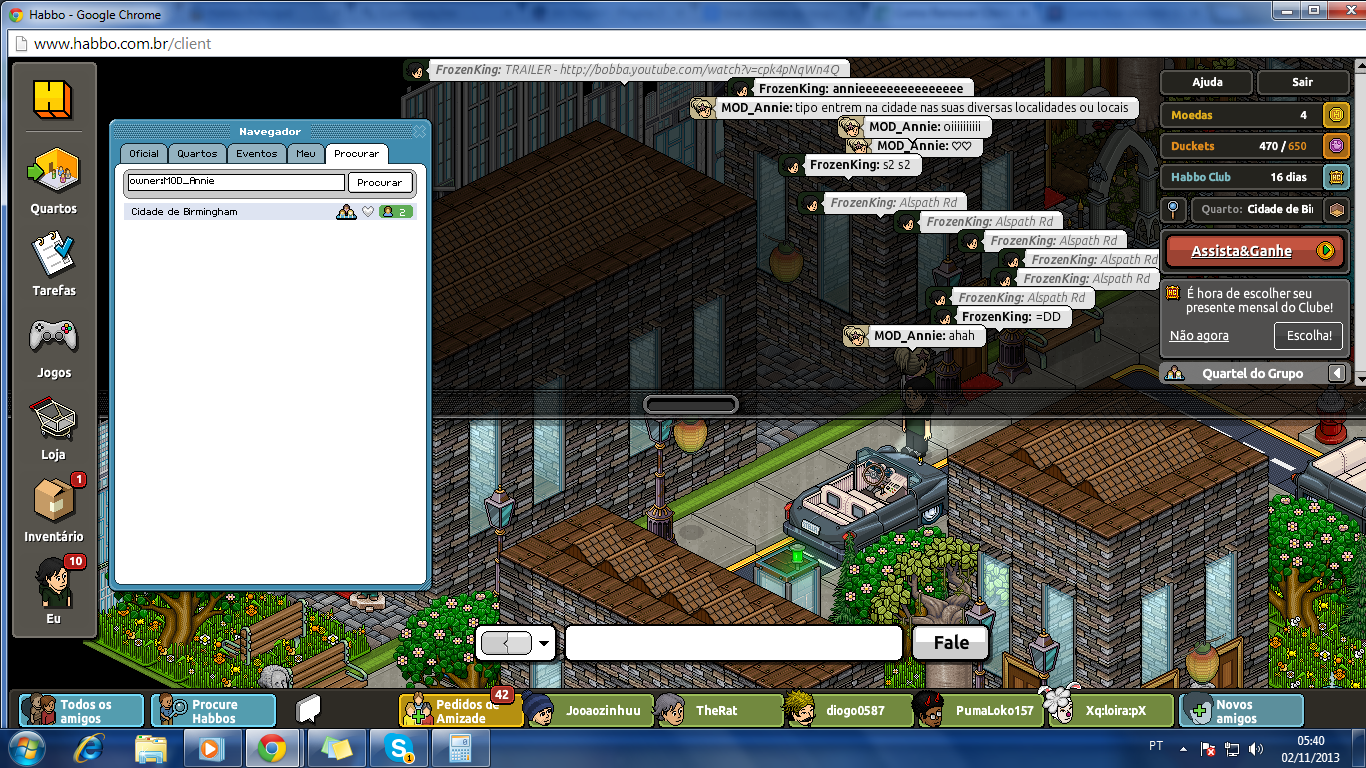 Habbo - Google Chrome
www.habbo.com.br/client
Quartos
Tarefas
Jogos
Loja
1
Inventário
10
Eu
Navegador
Oficial
Quartos
Eventos
Meu
Procurar
owner:MOD_Annie
Procurar
Cidade de Birmingham
2
FrozenKing: TRAILER - http://bobba.youtube.com/watch?v=cpk4pNqWn4Q
FrozenKing: annieeeeeeeeeeeeeee
MOD_Annie: tipo entrem na cidade nas suas diversas localidades ou locais
MOD_Annie: oiiiiiiiiii
MOD_Annie: ♡♡
FrozenKing: s2 s2
FrozenKing: Alspath Rd
FrozenKing: Alspath Rd
FrozenKing: Alspath Rd
FrozenKing: Alspath Rd
FrozenKing: Alspath Rd
FrozenKing: Alspath Rd
FrozenKing: =DD
MOD_Annie: ahah
Ajuda
Sair
Moedas 4
Duckets 470 / 650
Habbo Club 16 dias
Quarto: Cidade de Bir
Assista&Ganhe
HC
É hora de escolher seu
presente mensal do Clube!
Não agora
Escolha!
Quartel do Grupo
Fale
Todos os
amigos
Procure
Habbos
Pedidos de
Amizade
42
Jooaozinhuu
TheRat
diogo0587
PumaLoko157
Xq:loira:pX
Novos
amigos
1
PT
05:40
02/11/2013